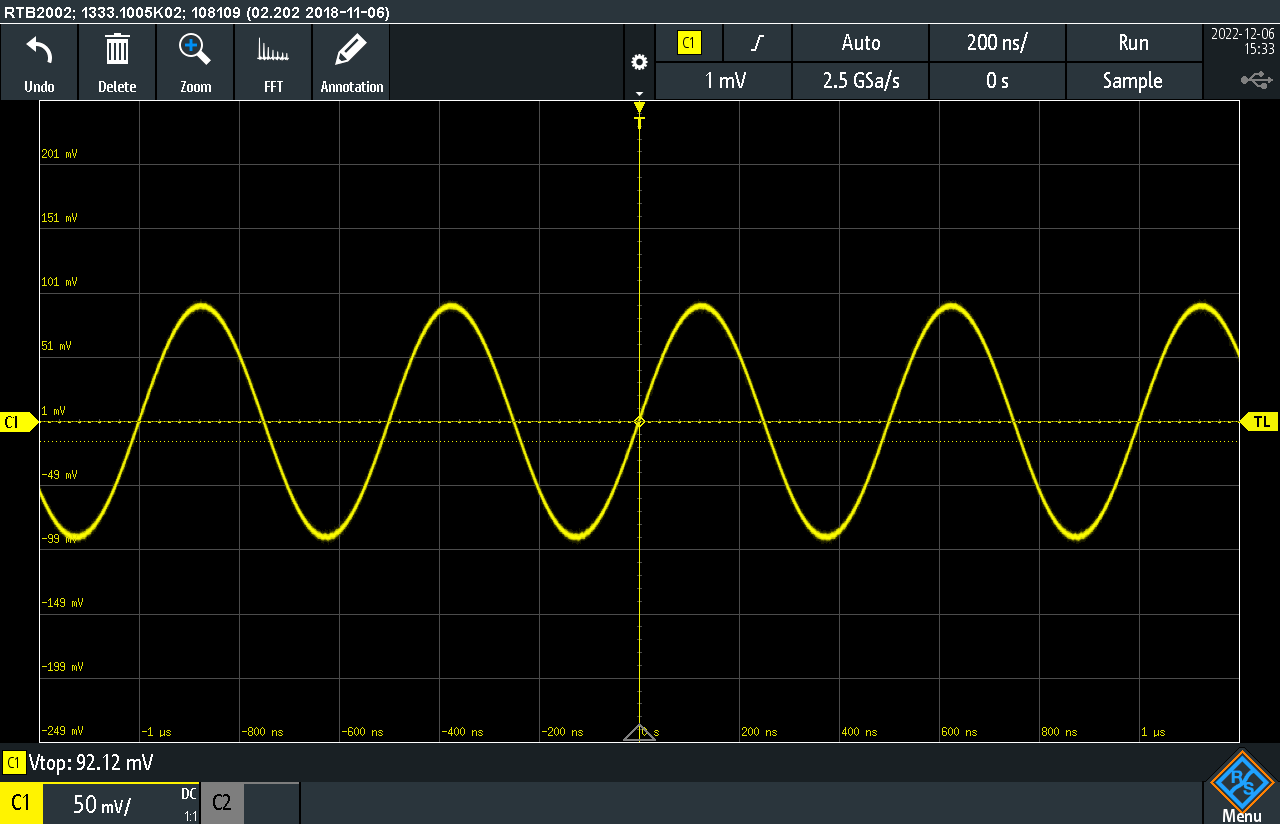 RTB2002; 1333.1005K02; 108109 (02.202 2018-11-06)
Undo
Delete
Zoom
FFT
Annotation
C1
Auto
200 ns/
Run
2022-12-06
15:33
1 mV
2.5 GSa/s
0 s
Sample
T
201 mV
151 mV
101 mV
51 mV
1 mV
C1
TL
-49 mV
-99 mV
-149 mV
-199 mV
-249 mV
-1 µs
-800 ns
-600 ns
-400 ns
-200 ns
0 s
200 ns
400 ns
600 ns
800 ns
1 µs
C1 Vtop: 92.12 mV
C1
50 mV/
DC
1:1
C2
R S
Menu